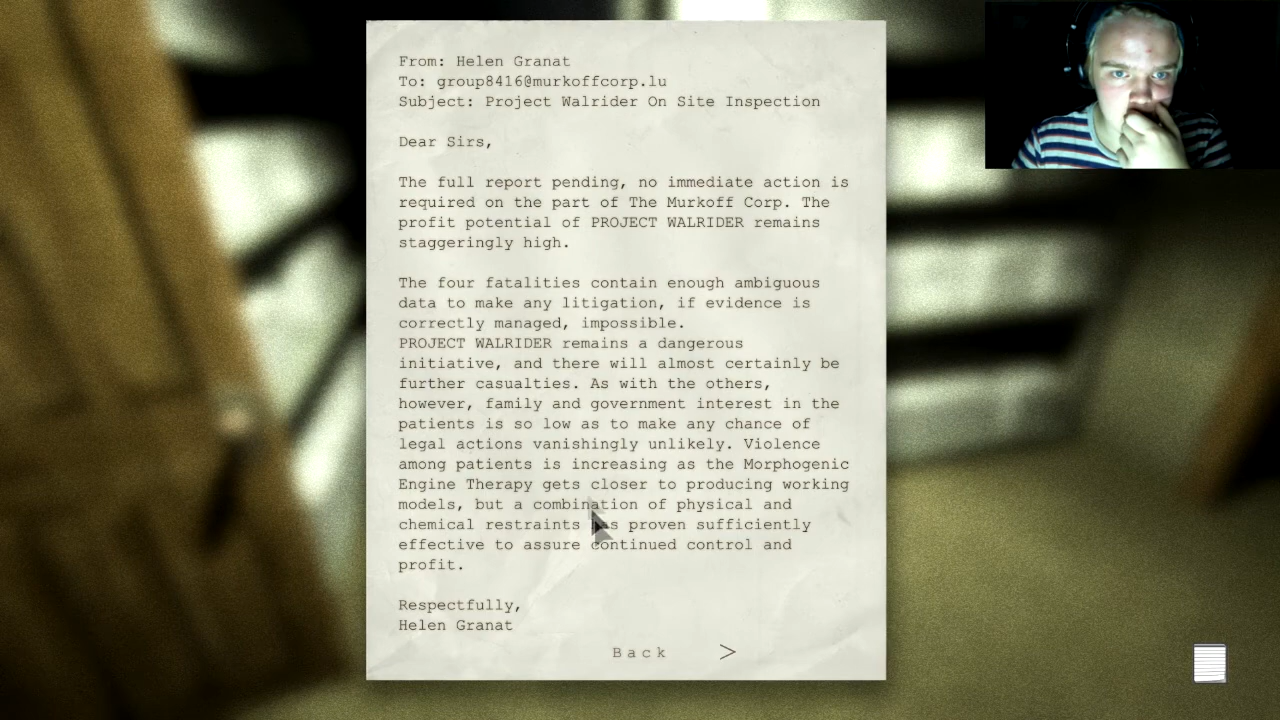 From: Helen Granat
To: group8416@murkoffcorp.lu
Subject: Project Walrider On Site Inspection
Dear Sirs,
The full report pending, no immediate action is
required on the part of The Murkoff Corp. The
profit potential of PROJECT WALRIDER remains
staggeringly high.
The four fatalities contain enough ambiguous
data to make any litigation, if evidence is
correctly managed, impossible.
PROJECT WALRIDER remains a dangerous
initiative, and there will almost certainly be
further casualties. As with the others,
however, family and government interest in the
patients is so low as to make any chance of
legal actions vanishingly unlikely. Violence
among patients is increasing as the Morphogenic
Engine Therapy gets closer to producing working
models, but a combination of physical and
chemical restraints has proven sufficiently
effective to assure continued control and
profit.
Respectfully,
Helen Granat
Back >